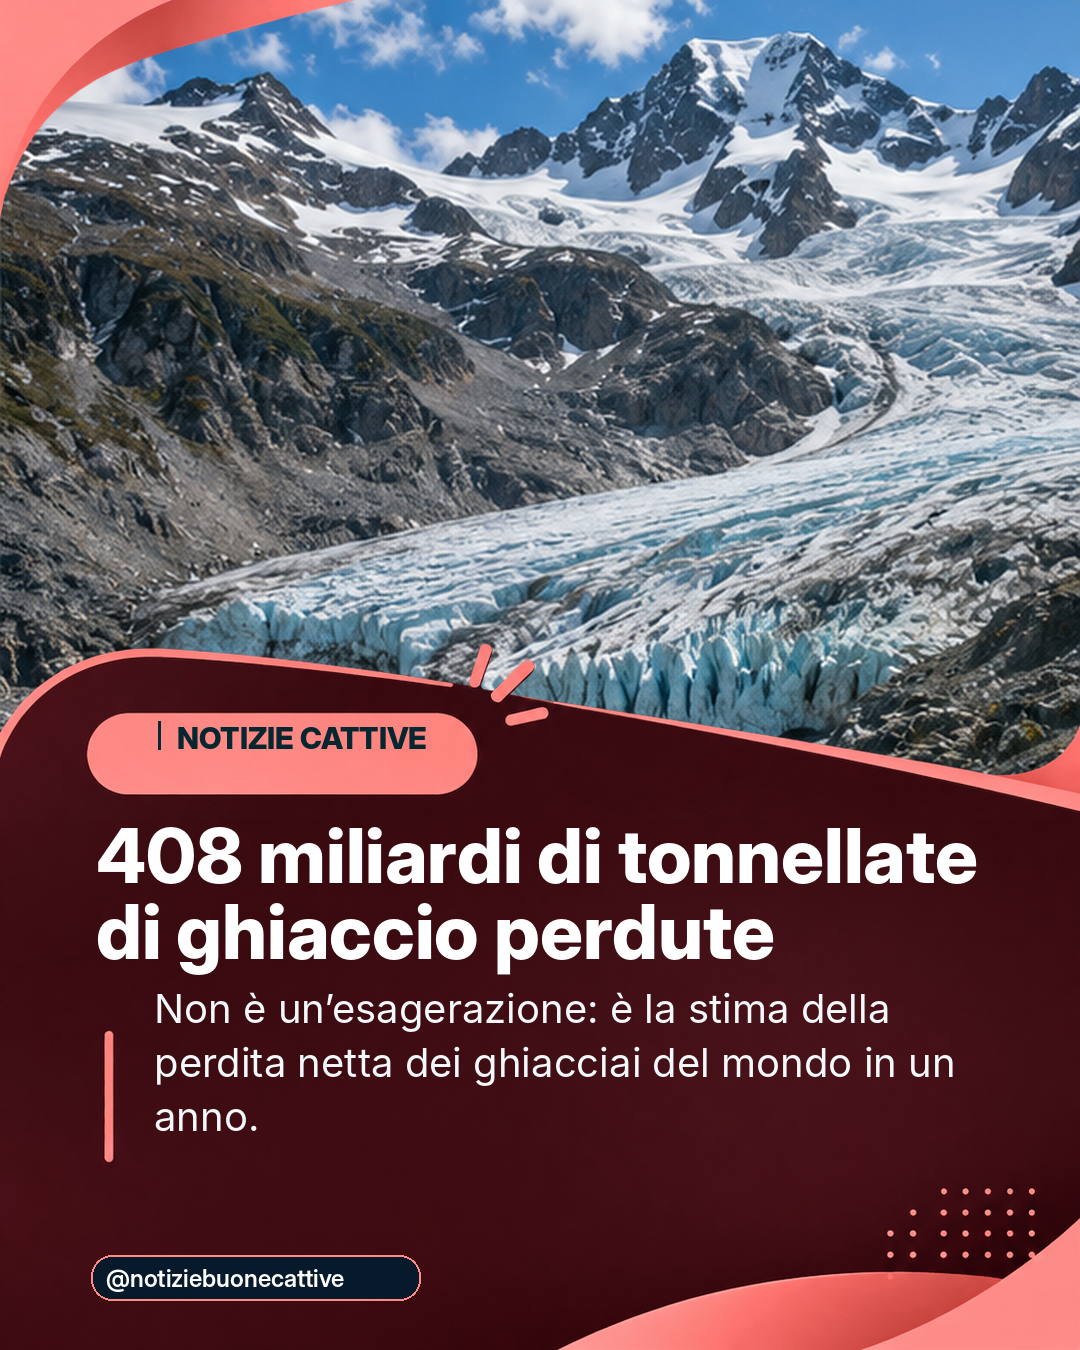 NOTIZIE CATTIVE
408 miliardi di tonnellate
di ghiaccio perdute
Non è un’esagerazione: è la stima della
perdita netta dei ghiacciai del mondo in un
anno.
@notiziebuonecattive